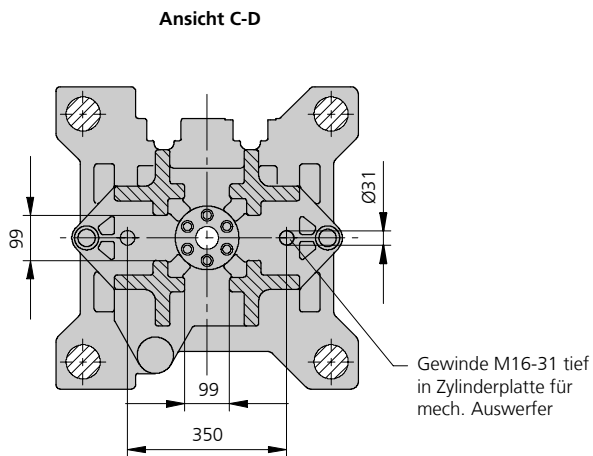 Ansicht C-D
99
Ø31
99
350
Gewinde M16-31 tief
in Zylinderplatte für
mech. Auswerfer